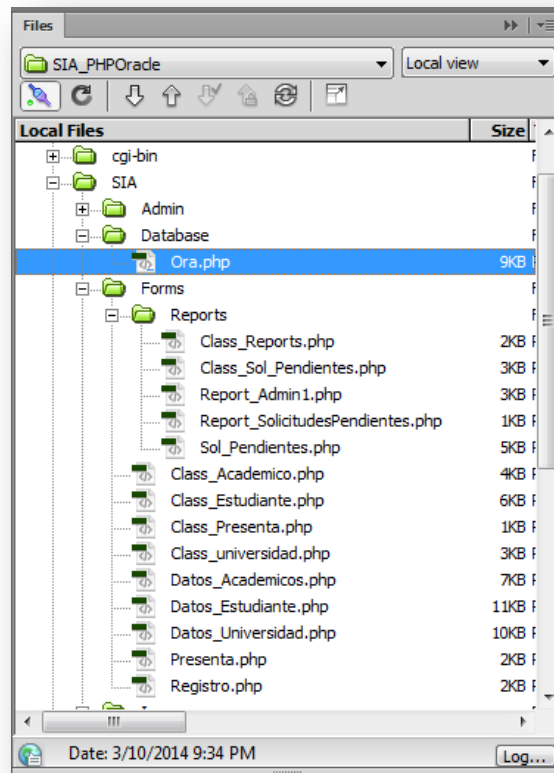 Files
SIA_PHPOracle Local view
Local Files Size
cgi-bin
SIA
Admin
Database
Ora.php 9KB
Forms
Reports
Class_Reports.php 2KB
Class_Sol_Pendientes.php 3KB
Report_Admin1.php 3KB
Report_SolicitudesPendientes.php 1KB
Sol_Pendientes.php 5KB
Class_Academico.php 4KB
Class_Estudiante.php 6KB
Class_Presenta.php 1KB
Class_universidad.php 3KB
Datos_Academicos.php 7KB
Datos_Estudiante.php 11KB
Datos_Universidad.php 10KB
Presenta.php 2KB
Registro.php 2KB
Date: 3/10/2014 9:34 PM Log...